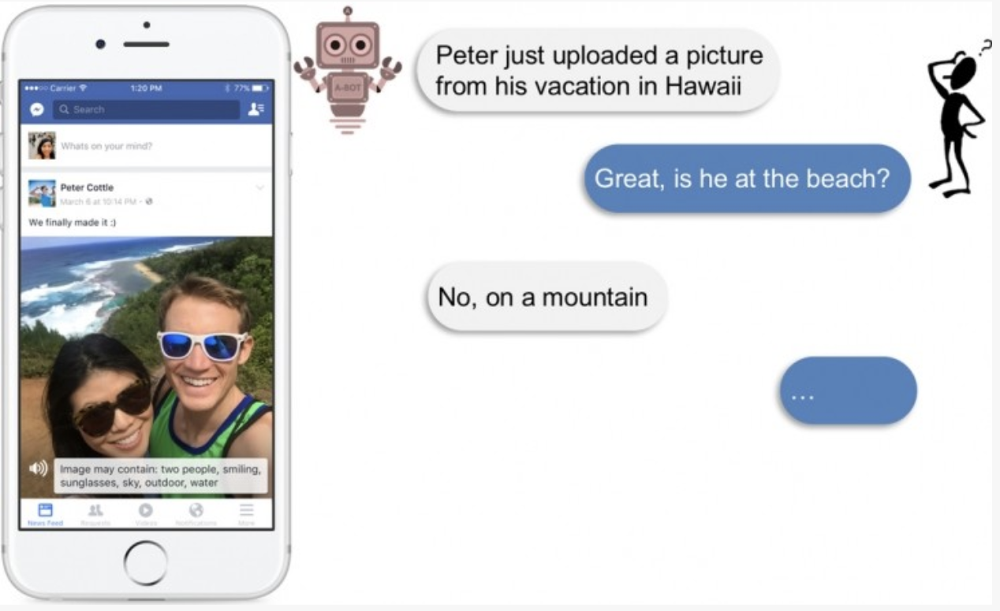 Carrier
1:20 PM
77%
Search
Whats on your mind?
Peter Cottle
March 6 at 10:14 PM •
We finally made it :)
Image may contain: two people, smiling,
sunglasses, sky, outdoor, water
News Feed
Requests
Videos
Notifications
More
A
A-BOT
Peter just uploaded a picture
from his vacation in Hawaii
?
Great, is he at the beach?
No, on a mountain
...